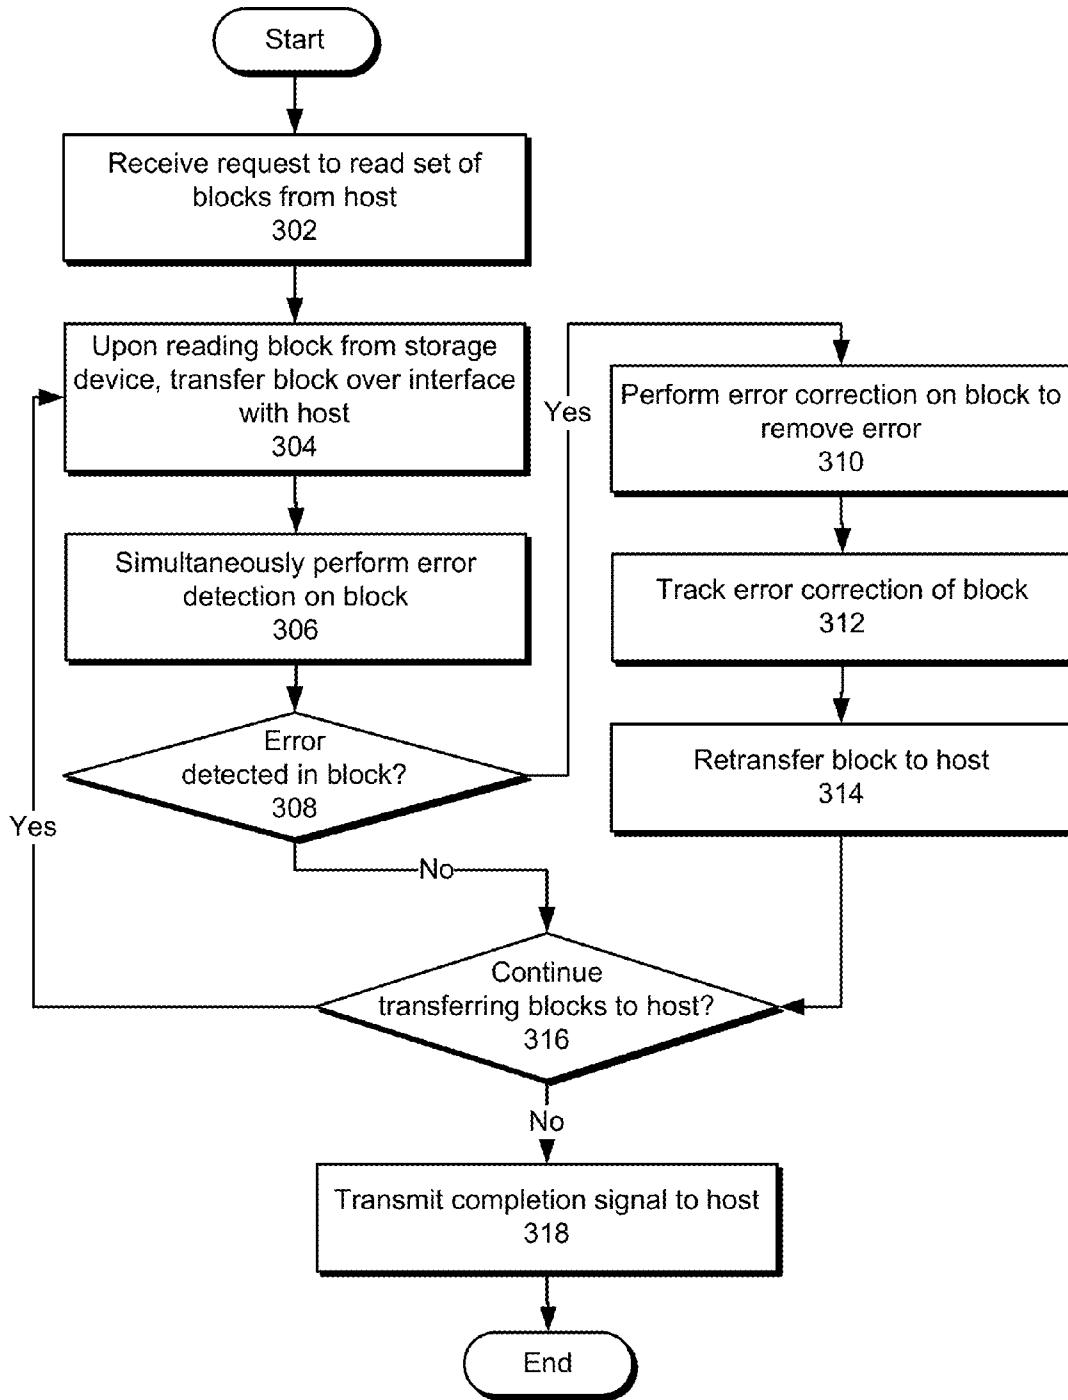 Start
Receive request to read set of
blocks from host
302
Upon reading block from storage
device, transfer block over interface
with host
304
Simultaneously perform error
detection on block
306
Error
detected in block?
308
Yes
Perform error correction on block to
remove error
310
Track error correction of block
312
Retransfer block to host
314
No
Yes
Continue
transferring blocks to host?
316
No
Transmit completion signal to host
318
End